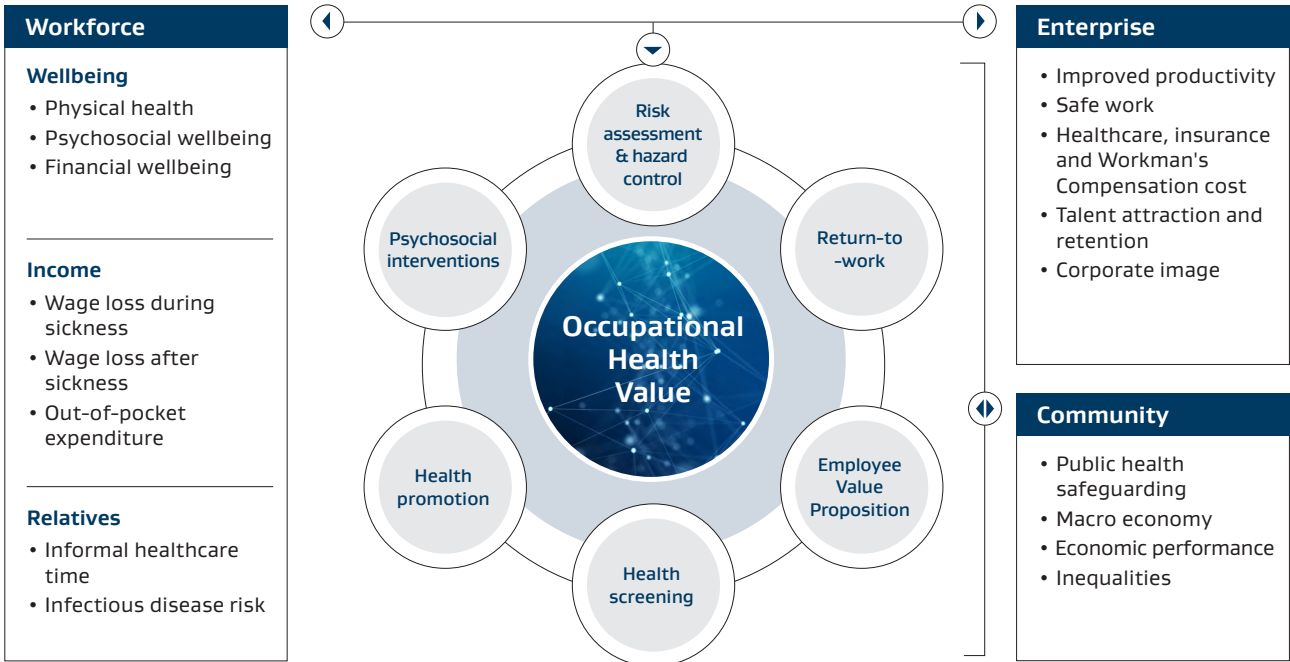 Workforce
Wellbeing
• Physical health
• Psychosocial wellbeing
• Financial wellbeing
Income
• Wage loss during
sickness
• Wage loss after
sickness
• Out-of-pocket
expenditure
Relatives
• Informal healthcare
time
• Infectious disease risk
Risk
assessment
& hazard
control
Psychosocial
interventions
Return-to
-work
Occupational
Health
Value
Health
promotion
Employee
Value
Proposition
Health
screening
Enterprise
• Improved productivity
• Safe work
• Healthcare, insurance
and Workman's
Compensation cost
• Talent attraction and
retention
• Corporate image
Community
• Public health
safeguarding
• Macro economy
• Economic performance
• Inequalities